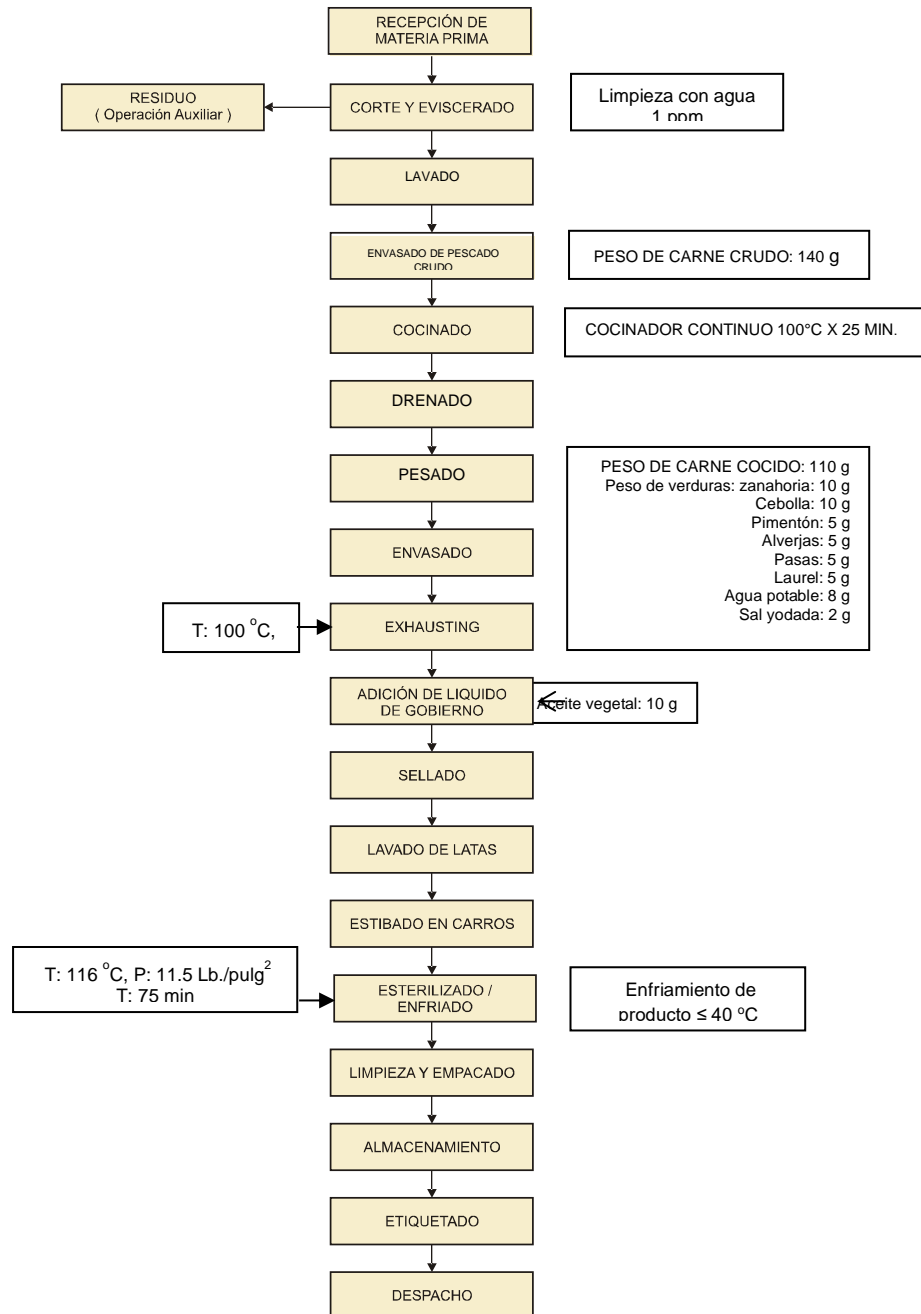 RECEPCIÓN DE
MATERIA PRIMA
RESIDUO
( Operación Auxiliar )
CORTE Y EVISCERADO
Limpieza con agua
1 ppm
LAVADO
ENVASADO DE PESCADO
CRUDO
PESO DE CARNE CRUDO: 140 g
COCINADO
COCINADOR CONTINUO 100°C X 25 MIN.
DRENADO
PESADO
PESO DE CARNE COCIDO: 110 g
Peso de verduras: zanahoria: 10 g
Cebolla: 10 g
Pimentón: 5 g
Alverjas: 5 g
Pasas: 5 g
Laurel: 5 g
Agua potable: 8 g
Sal yodada: 2 g
ENVASADO
T: 100 °C,
EXHAUSTING
ADICIÓN DE LIQUIDO
DE GOBIERNO
Aceite vegetal: 10 g
SELLADO
LAVADO DE LATAS
ESTIBADO EN CARROS
T: 116 °C, P: 11.5 Lb./pulg²
T: 75 min
ESTERILIZADO /
ENFRIADO
Enfriamiento de
producto ≤ 40 °C
LIMPIEZA Y EMPACADO
ALMACENAMIENTO
ETIQUETADO
DESPACHO